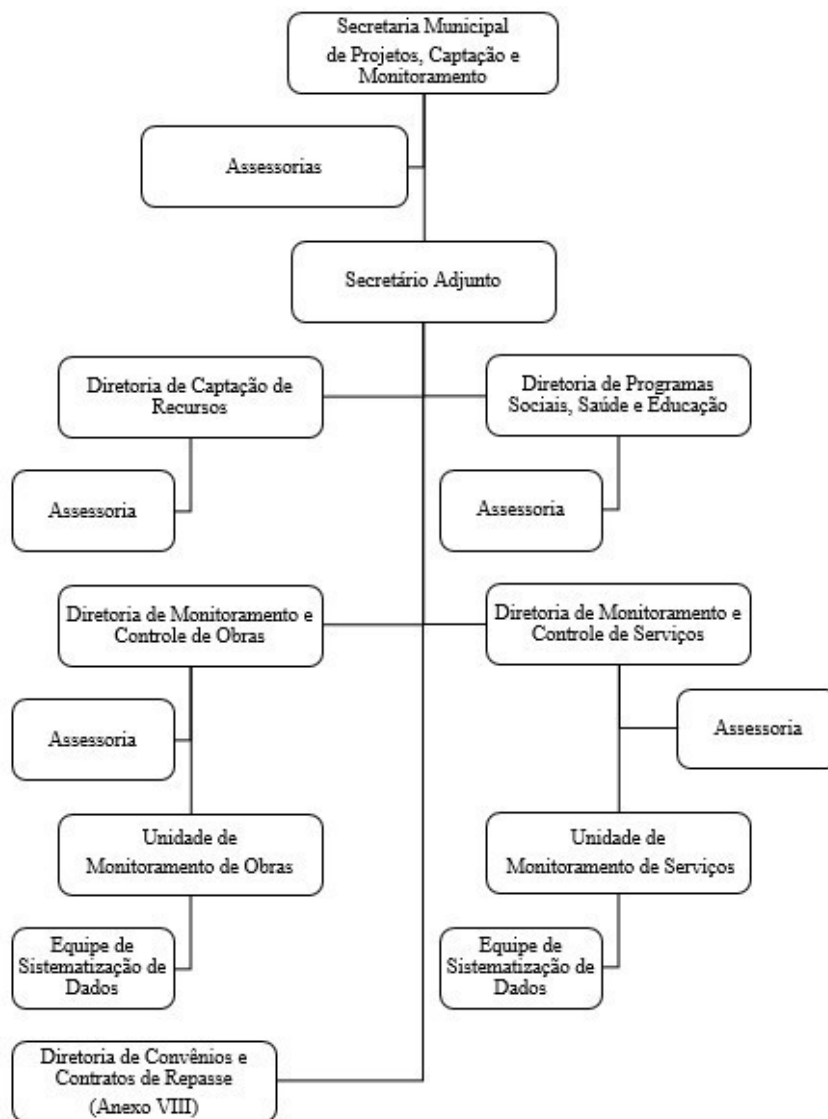 Secretaria Municipal
de Projetos, Captação e
Monitoramento
Assessorias
Secretário Adjunto
Diretoria de Captação de
Recursos
Diretoria de Programas
Sociais, Saúde e Educação
Assessoria
Assessoria
Diretoria de Monitoramento e
Controle de Obras
Diretoria de Monitoramento e
Controle de Serviços
Assessoria
Assessoria
Unidade de
Monitoramento de Obras
Unidade de
Monitoramento de Serviços
Equipe de
Sistematização de
Dados
Equipe de
Sistematização de
Dados
Diretoria de Convênios e
Contratos de Repasse
(Anexo VIII)